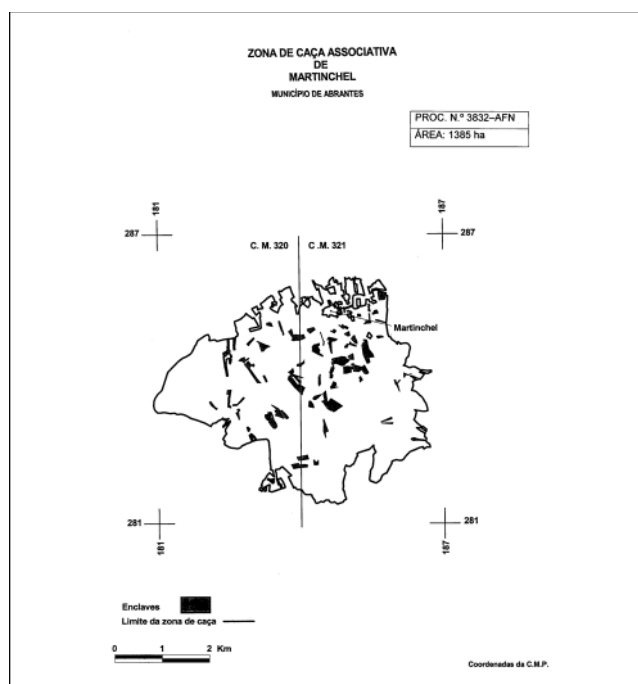 ZONA DE CAÇA ASSOCIATIVA
DE
MARTINCHEL
MUNICÍPIO DE ABRANTES
PROC. N.º 3832–AFN
ÁREA: 1385 ha
181
287
187
287
C. M. 320
C .M. 321
Martinchel
281
181
281
187
Enclaves
Limite da zona de caça
0 1 2 Km
Coordenadas da C.M.P.